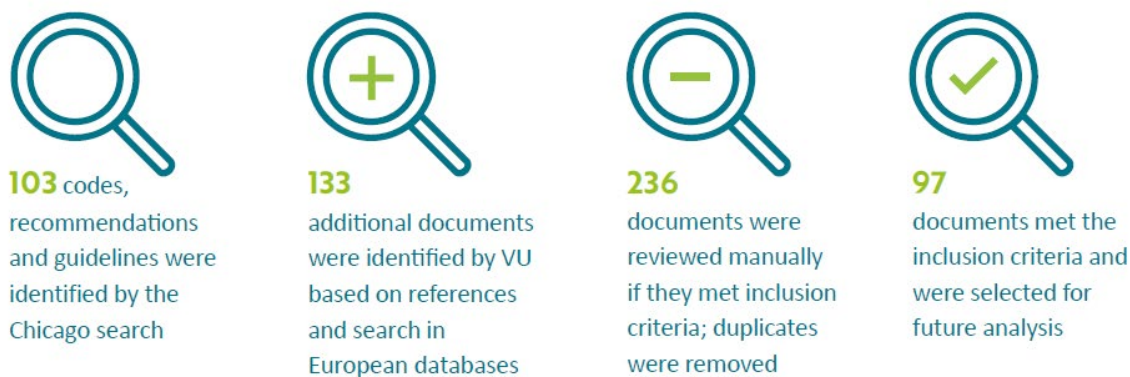 103 codes,
recommendations
and guidelines were
identified by the
Chicago search
133
additional documents
were identified by VU
based on references
and search in
European databases
236
documents were
reviewed manually
if they met inclusion
criteria; duplicates
were removed
97
documents met the
inclusion criteria and
were selected for
future analysis